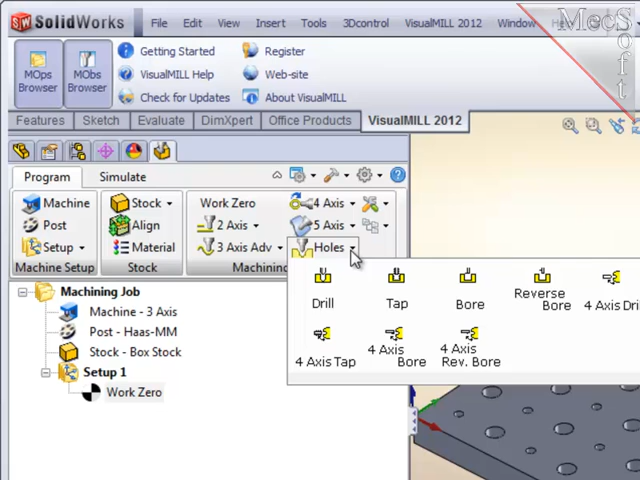 SolidWorks File Edit View Insert Tools 3Dcontrol VisualMILL 2012 Window
MecSoft
MOps Browser
MObs Browser
Getting Started
Register
VisualMILL Help
Web-site
Check for Updates
About VisualMILL
Features Sketch Evaluate DimXpert Office Products VisualMILL 2012
Program Simulate
Machine
Stock
Work Zero
4 Axis
Post
Align
2 Axis
5 Axis
Setup
Material
3 Axis Adv
Holes
Machine Setup
Stock
Drill
Tap
Bore
Reverse Bore
4 Axis
4 Axis Tap
4 Axis Bore
4 Axis Rev. Bore
Machining Job
Machine - 3 Axis
Post - Haas-MM
Stock - Box Stock
Setup 1
Work Zero